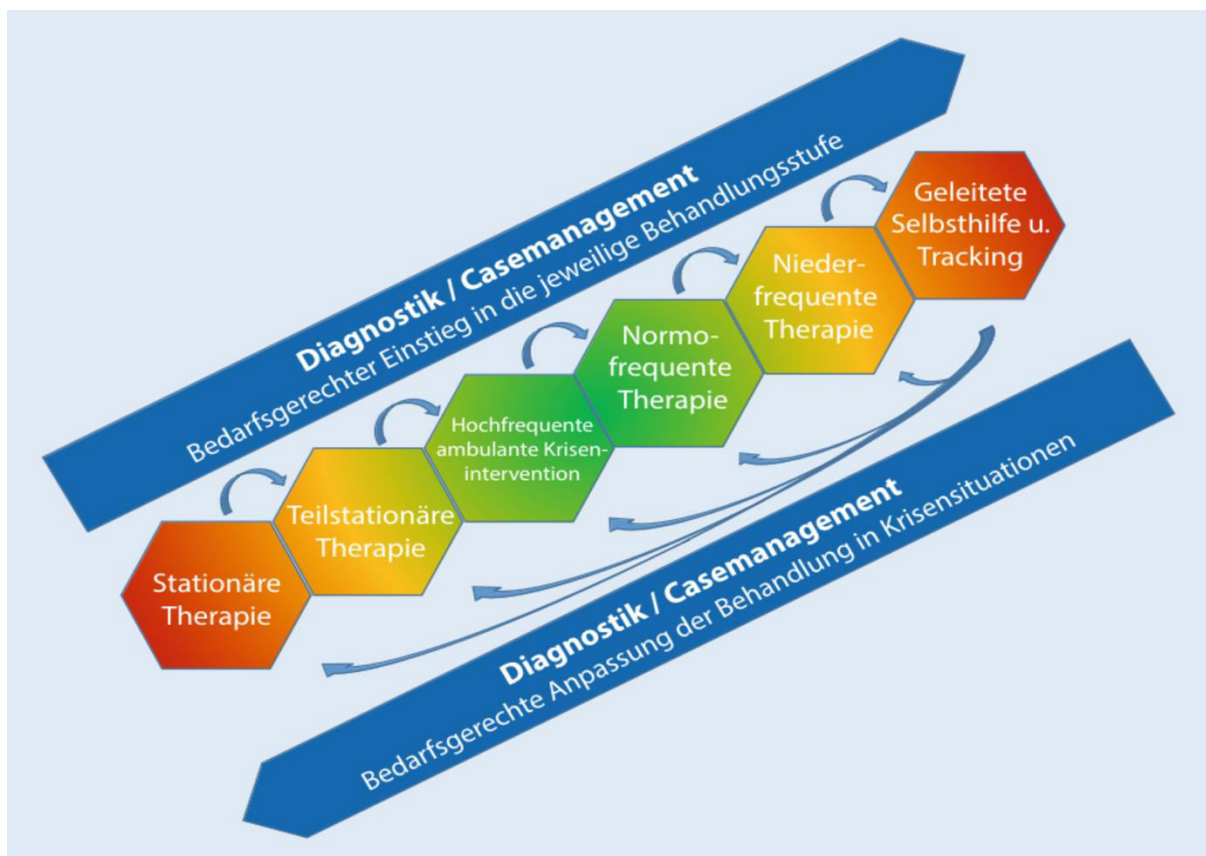 Diagnostik / Casemanagement
Bedarfsgerechter Einstieg in die jeweilige Behandlungsstufe
Geleitete
Selbsthilfe u.
Tracking
Nieder-
frequente
Therapie
Normo-
frequente
Therapie
Hochfrequente
ambulante Krisen-
intervention
Teilstationäre
Therapie
Stationäre
Therapie
Diagnostik / Casemanagement
Bedarfsgerechte Anpassung der Behandlung in Krisensituationen